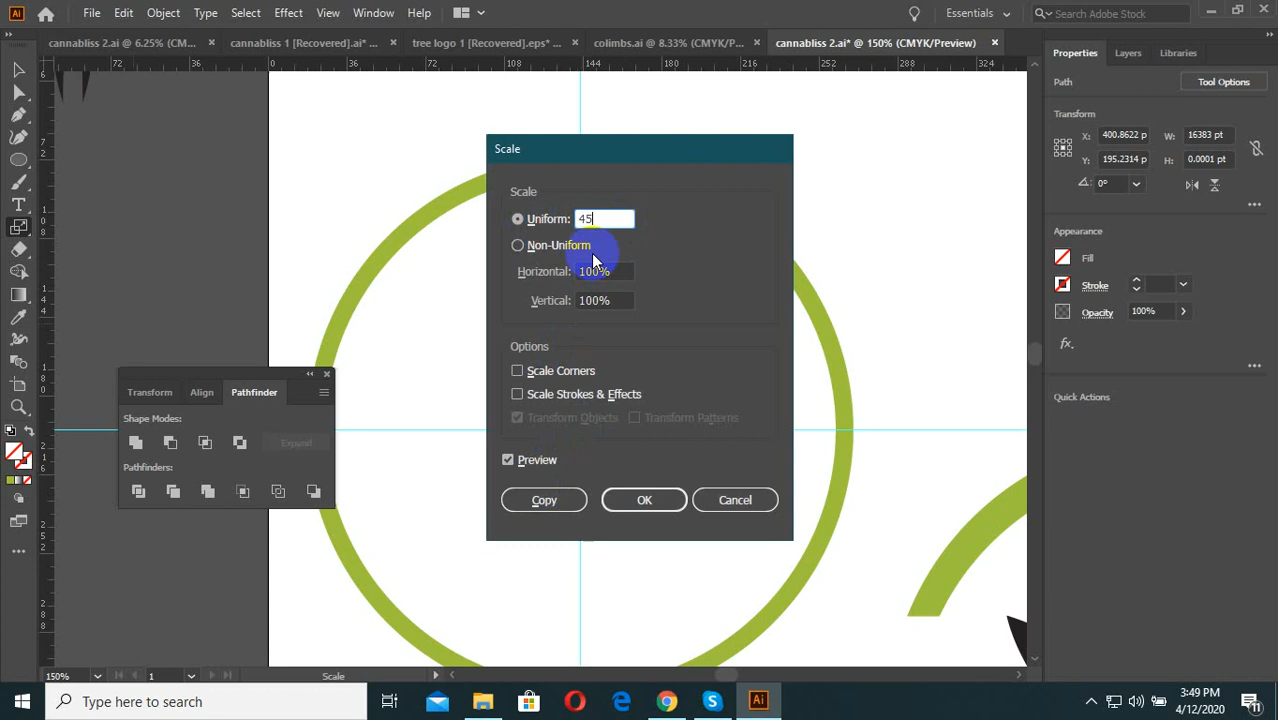 Ai File Edit Object Type Select Effect View Window Help Essentials Search Adobe Stock
cannabliss 2.ai @ 6.25% (CM... × cannabliss 1 [Recovered].ai* ... × tree logo 1 [Recovered].eps* ... × colimbs.ai @ 8.33% (CMYK/P... × cannabliss 2.ai* @ 150% (CMYK/Preview) ×
Properties Layers Libraries
72 36 0 36 72 108 144 180 216 252 288 324
Path Tool Options
Transform
X: 400.8622 p W: 16383 pt
Y: 195.2314 p H: 0.0001 pt
0°
Appearance
Fill
Stroke
Opacity 100%
fx.
Quick Actions
Scale
Scale
Uniform: 45
Non-Uniform
Horizontal: 100%
Vertical: 100%
Options
Scale Corners
Scale Strokes & Effects
Transform Objects Transform Patterns
Preview
Copy OK Cancel
Transform Align Pathfinder
Shape Modes:
Expand
Pathfinders:
150% 1 Scale
Type here to search
Ai
3:49 PM
4/12/2020
11